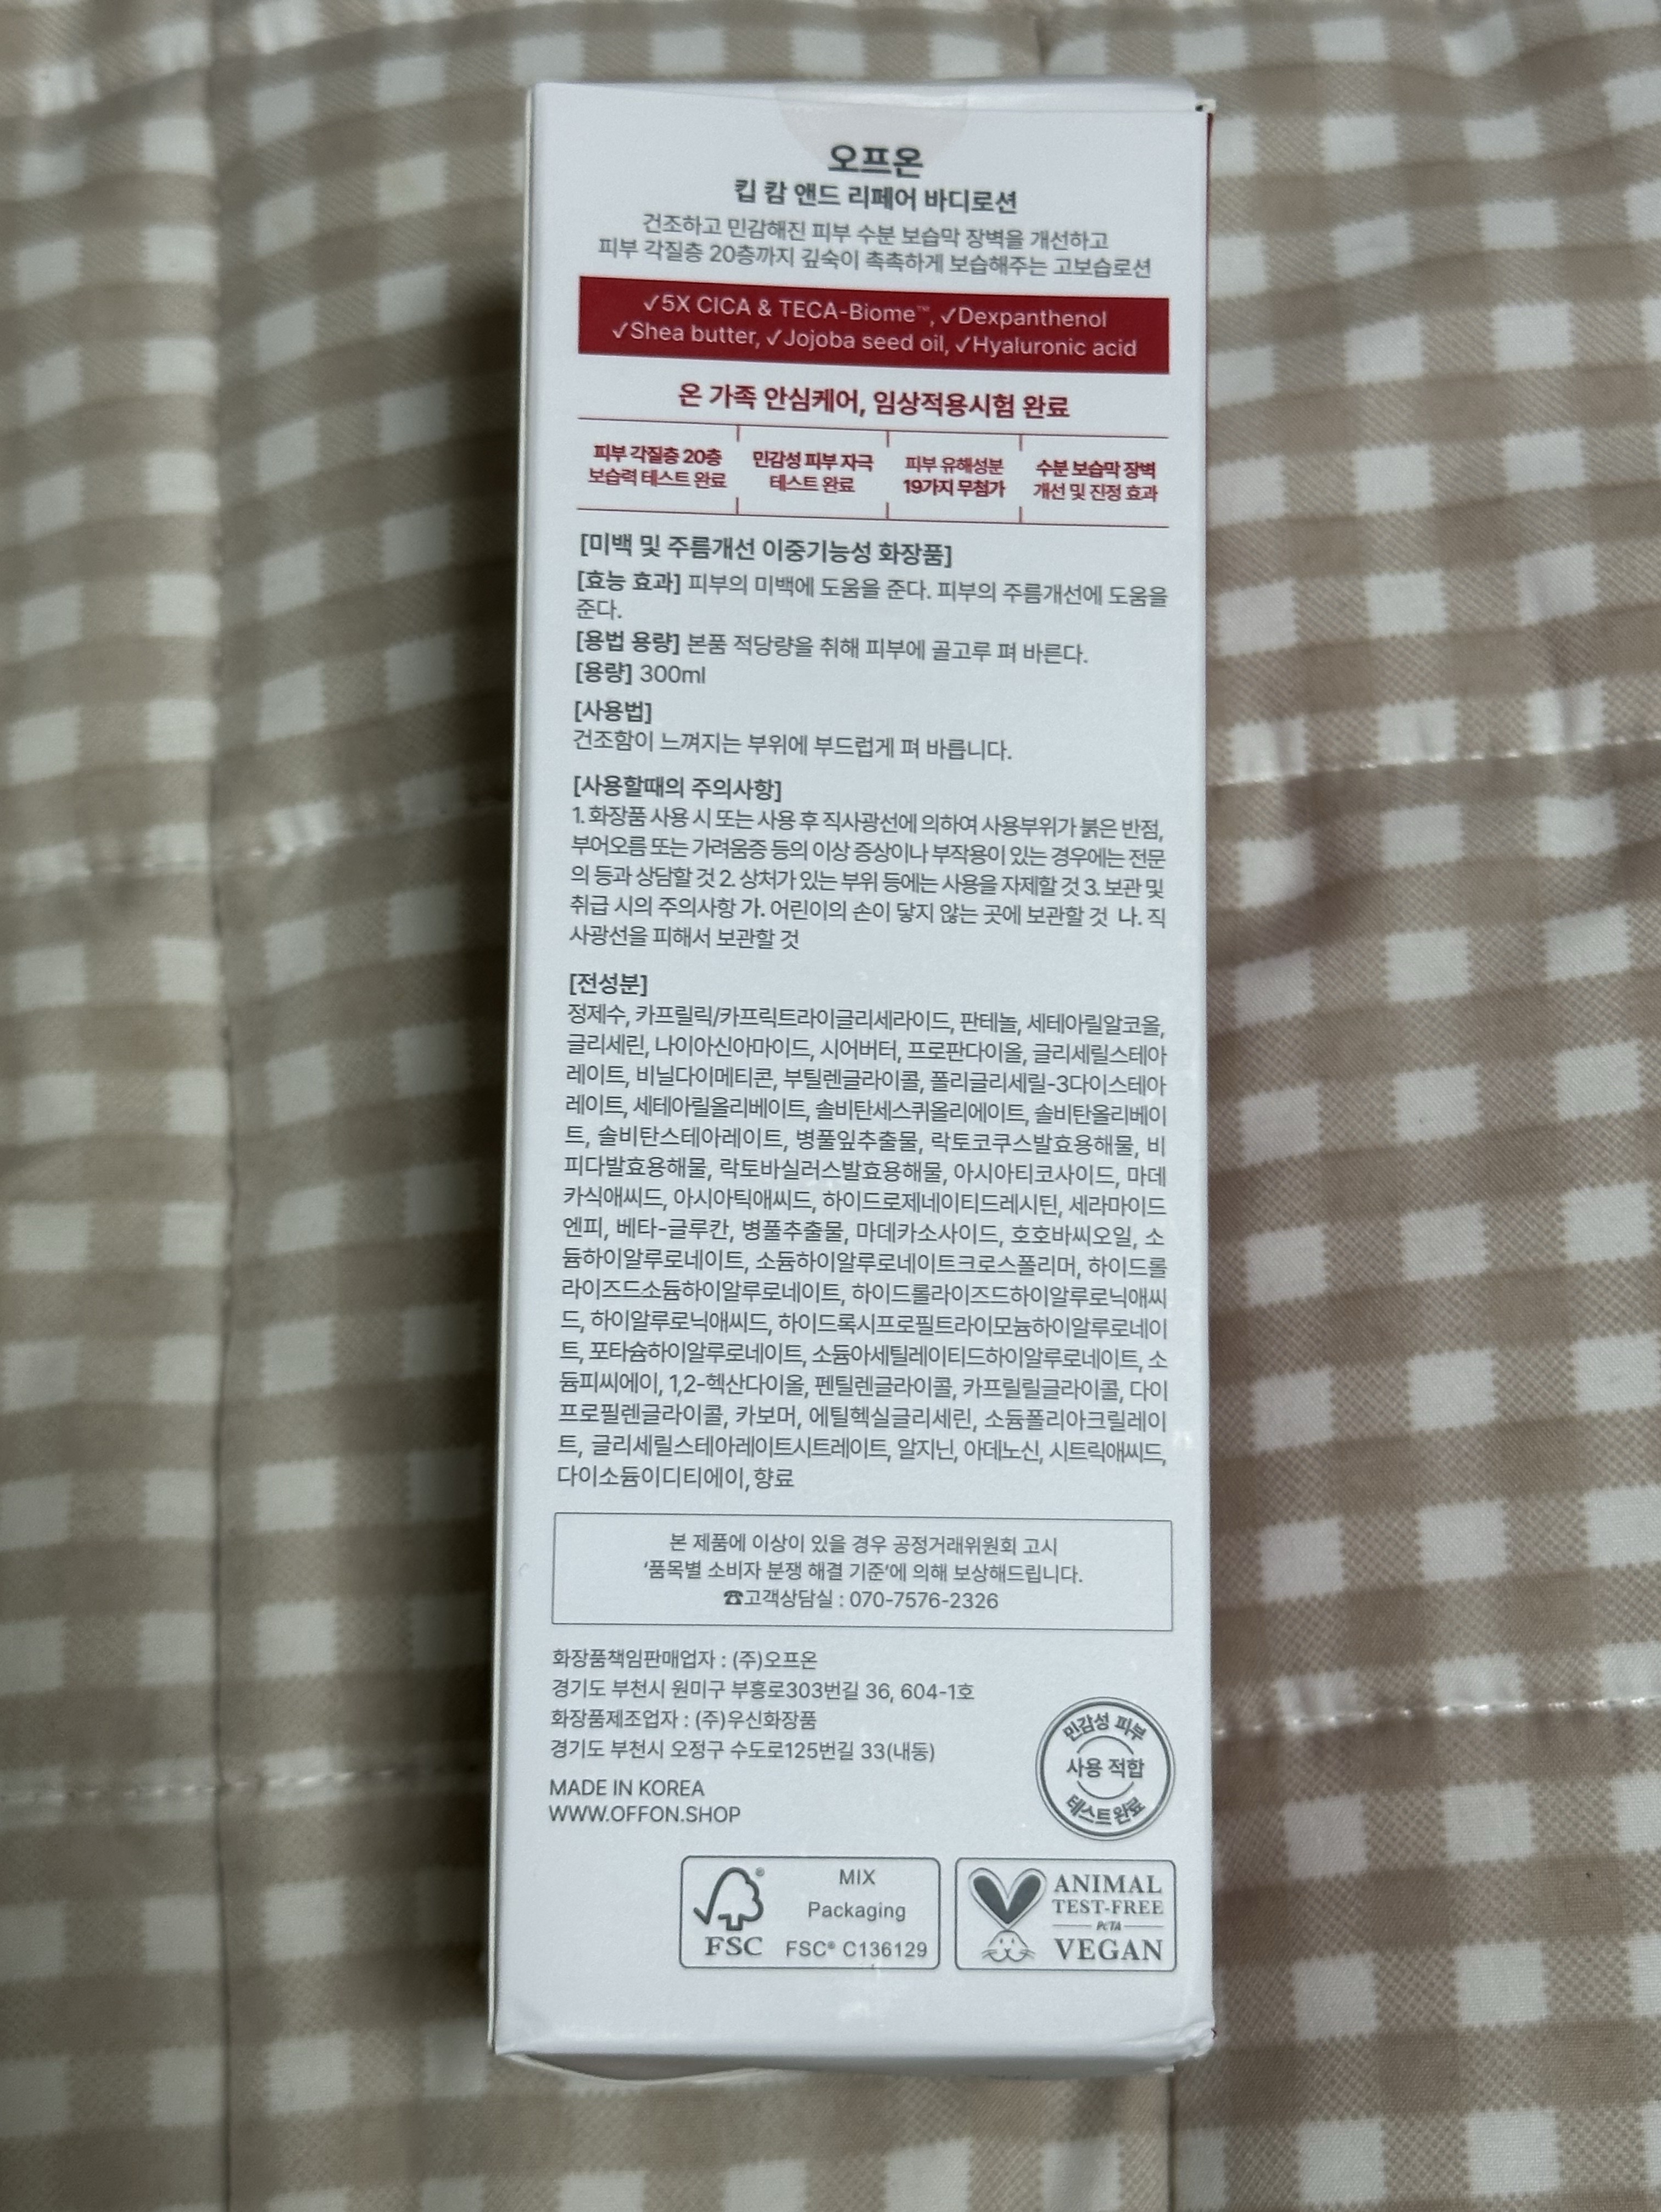 오프온
킵 캄 앤드 리페어 바디로션
건조하고 민감해진 피부 수분 보습막 장벽을 개선하고
피부 각질층 20층까지 깊숙이 촉촉하게 보습해주는 고보습로션
✓5X CICA & TECA-Biome™, ✓Dexpanthenol
✓Shea butter, ✓Jojoba seed oil, ✓Hyaluronic acid
온 가족 안심케어, 임상적용시험 완료
피부 각질층 20층
보습력 테스트 완료
민감성 피부 자극
테스트 완료
피부 유해성분
19가지 무첨가
수분 보습막 장벽
개선 및 진정 효과
[미백 및 주름개선 이중기능성 화장품]
[효능 효과] 피부의 미백에 도움을 준다. 피부의 주름개선에 도움을
준다.
[용법 용량] 본품 적당량을 취해 피부에 골고루 펴 바른다.
[용량] 300ml
[사용법]
건조함이 느껴지는 부위에 부드럽게 펴 바릅니다.
[사용할때의 주의사항]
1. 화장품 사용 시 또는 사용 후 직사광선에 의하여 사용부위가 붉은 반점,
부어오름 또는 가려움증 등의 이상 증상이나 부작용이 있는 경우에는 전문
의 등과 상담할 것 2. 상처가 있는 부위 등에는 사용을 자제할 것 3. 보관 및
취급 시의 주의사항 가. 어린이의 손이 닿지 않는 곳에 보관할 것 나. 직
사광선을 피해서 보관할 것
[전성분]
정제수, 카프릴릭/카프릭트라이글리세라이드, 판테놀, 세테아릴알코올,
글리세린, 나이아신아마이드, 시어버터, 프로판다이올, 글리세릴스테아
레이트, 비닐다이메티콘, 부틸렌글라이콜, 폴리글리세릴-3다이스테아
레이트, 세테아릴올리베이트, 솔비탄세스퀴올리에이트, 솔비탄올리베이
트, 솔비탄스테아레이트, 병풀잎추출물, 락토코쿠스발효용해물, 비
피다발효용해물, 락토바실러스발효용해물, 아시아티코사이드, 마데
카식애씨드, 아시아틱애씨드, 하이드로제네이티드레시틴, 세라마이드
엔피, 베타-글루칸, 병풀추출물, 마데카소사이드, 호호바씨오일, 소
듐하이알루로네이트, 소듐하이알루로네이트크로스폴리머, 하이드롤
라이즈드소듐하이알루로네이트, 하이드롤라이즈드하이알루로닉애씨
드, 하이알루로닉애씨드, 하이드록시프로필트라이모늄하이알루로네이
트, 포타슘하이알루로네이트, 소듐아세틸레이티드하이알루로네이트, 소
듐피씨에이, 1,2-헥산다이올, 펜틸렌글라이콜, 카프릴릴글라이콜, 다이
프로필렌글라이콜, 카보머, 에틸헥실글리세린, 소듐폴리아크릴레이
트, 글리세릴스테아레이트시트레이트, 알지닌, 아데노신, 시트릭애씨드,
다이소듐이디티에이, 향료
본 제품에 이상이 있을 경우 공정거래위원회 고시
'품목별 소비자 분쟁 해결 기준'에 의해 보상해드립니다.
☎고객상담실 : 070-7576-2326
화장품책임판매업자 : (주)오프온
경기도 부천시 원미구 부흥로303번길 36, 604-1호
화장품제조업자 : (주)우신화장품
경기도 부천시 오정구 수도로125번길 33(내동)
MADE IN KOREA
WWW.OFFON.SHOP
민감성 피부
사용 적합
테스트완료
FSC
MIX
Packaging
FSC® C136129
ANIMAL
TEST-FREE
PETA
VEGAN